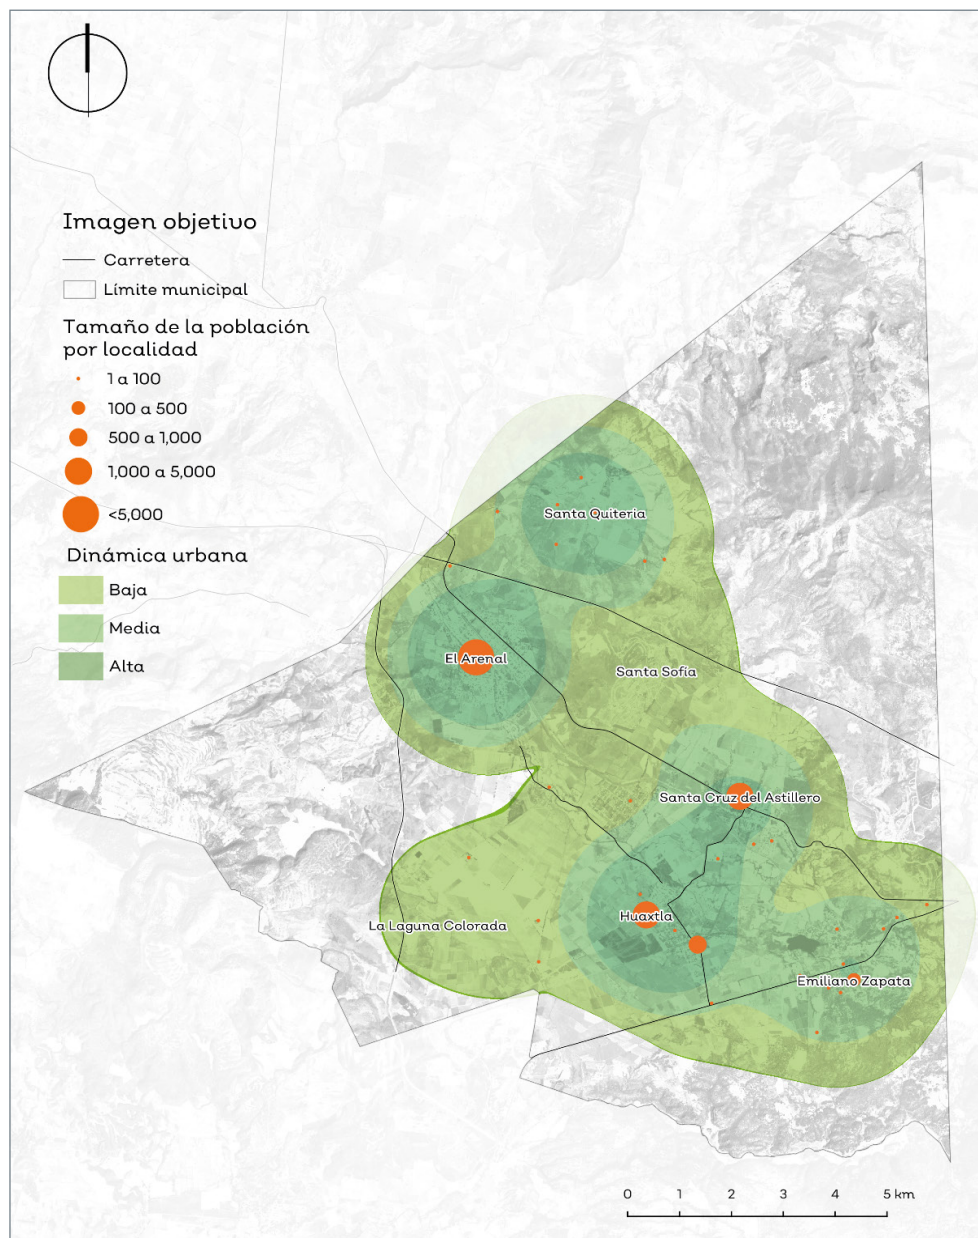 Imagen objetivo
Carretera
Límite municipal
Tamaño de la población
por localidad
1 a 100
100 a 500
500 a 1,000
1,000 a 5,000
<5,000
Dinámica urbana
Baja
Media
Alta
Santa Quiteria
El Arenal
Santa Sofía
Santa Cruz del Astillero
Huaxtla
La Laguna Colorada
Emiliano Zapata
0 1 2 3 4 5 km